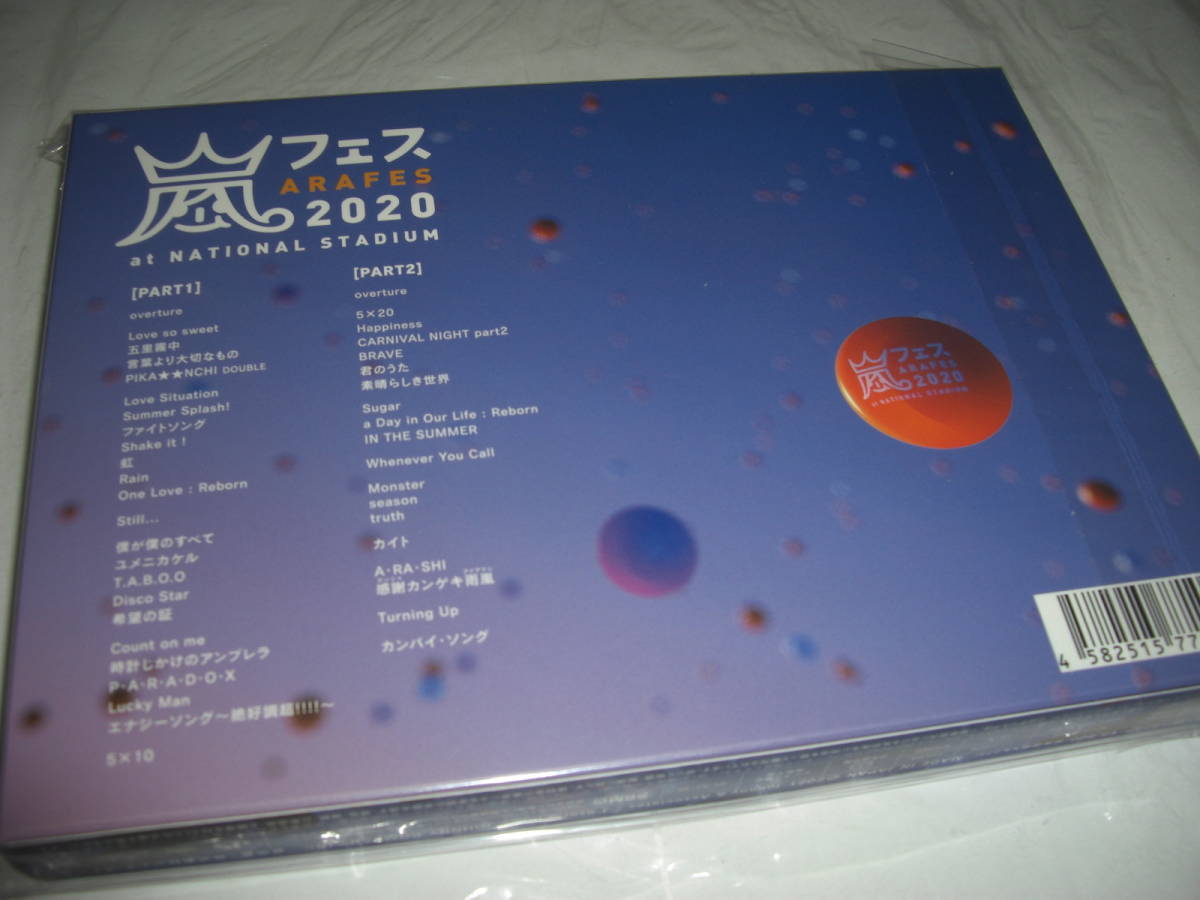 嵐フェス
ARAFES
2020
at NATIONAL STADIUM
[PART1]
overture
Love so sweet
五里霧中
言葉より大切なもの
PIKA★★NCHI DOUBLE
Love Situation
Summer Splash!
ファイトソング
Shake it!
虹
Rain
One Love : Reborn
Still...
僕が僕のすべて
ユメニカケル
T.A.B.O.O
Disco Star
希望の証
Count on me
時計じかけのアンブレラ
P・A・R・A・D・O・X
Lucky Man
エナジーソング〜絶好調超!!!!〜
5×10
[PART2]
overture
5×20
Happiness
CARNIVAL NIGHT part2
BRAVE
君のうた
素晴らしき世界
Sugar
a Day in Our Life : Reborn
IN THE SUMMER
Whenever You Call
Monster
season
truth
カイト
A・RA・SHI
感謝カンゲキ雨嵐
Turning Up
カンパイ・ソング
嵐フェス
ARAFES
2020
at NATIONAL STADIUM
4 582515 77